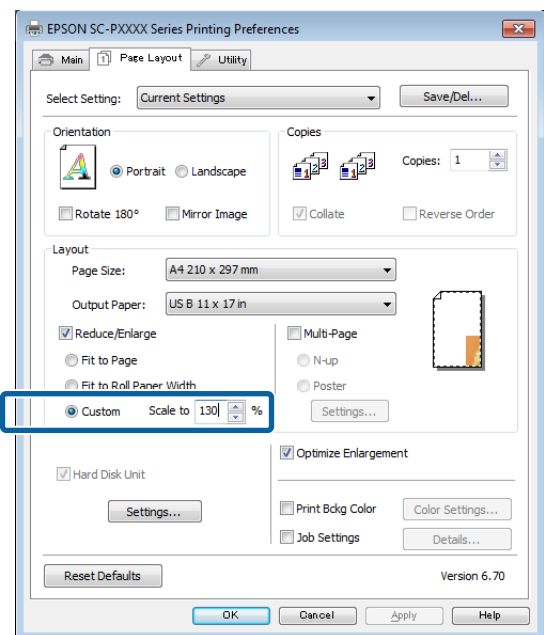 EPSON SC-PXXXX Series Printing Preferences
Main Page Layout Utility
Select Setting: Current Settings Save/Del...
Orientation
Portrait Landscape
Rotate 180° Mirror Image
Copies
Copies: 1
Collate Reverse Order
Layout
Page Size: A4 210 x 297 mm
Output Paper: US B 11 x 17 in
Reduce/Enlarge
Fit to Page
Fit to Roll Paper Width
Custom Scale to 130 %
Multi-Page
N-up
Poster
Settings...
Optimize Enlargement
Hard Disk Unit
Settings...
Print Bckg Color Color Settings...
Job Settings Details...
Reset Defaults Version 6.70
OK Cancel Apply Help